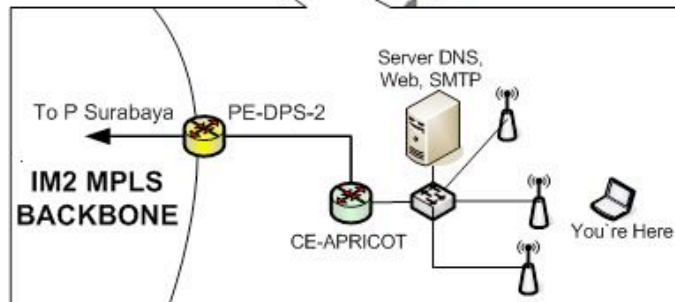 Server DNS,
Web, SMTP
To P Surabaya
PE-DPS-2
IM2 MPLS
BACKBONE
CE-APRICOT
You`re Here